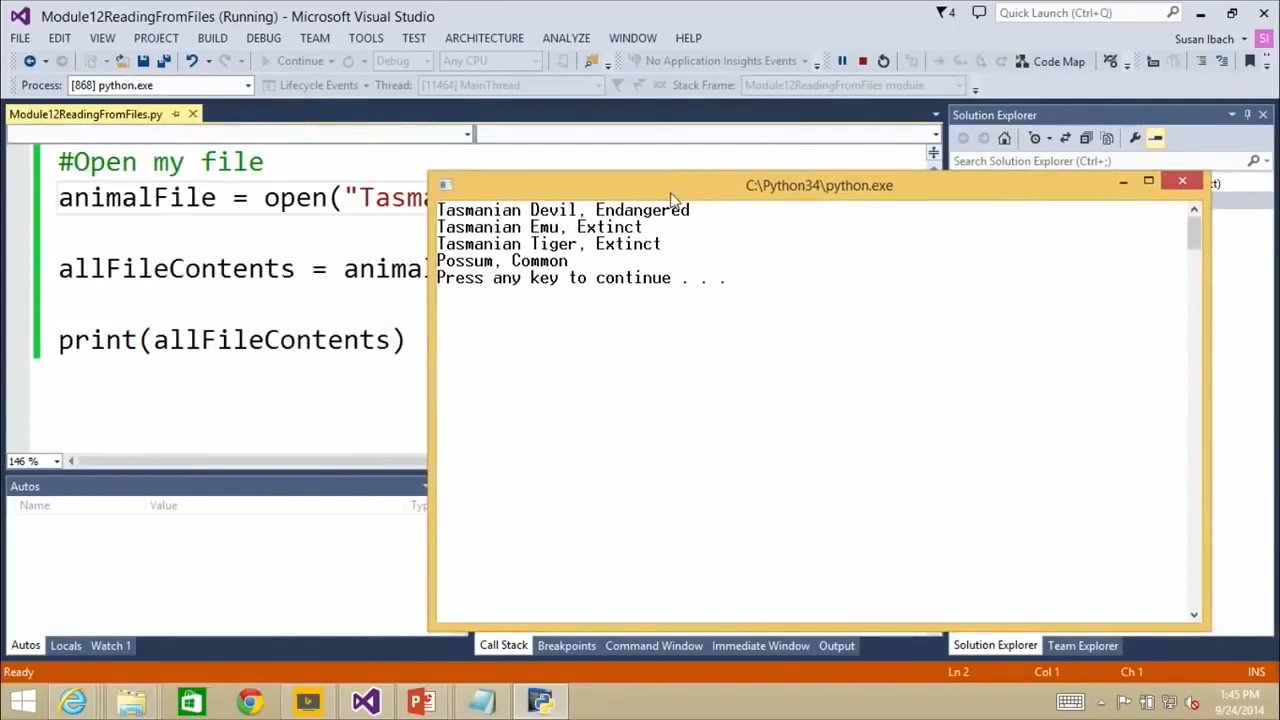 Module12ReadingFromFiles (Running) - Microsoft Visual Studio
4
Quick Launch (Ctrl+Q)
FILE EDIT VIEW PROJECT BUILD DEBUG TEAM TOOLS TEST ARCHITECTURE ANALYZE WINDOW HELP
Susan Ibach SI
Continue Debug Any CPU No Application Insights Events Code Map
Process: [868] python.exe Lifecycle Events Thread: [11464] MainThread Stack Frame: Module12ReadingFromFiles module
Module12ReadingFromFiles.py
Solution Explorer
Search Solution Explorer (Ctrl+;)
#Open my file
animalFile = open("Tasma
allFileContents = animal
print(allFileContents)
C:\Python34\python.exe
Tasmanian Devil, Endangered
Tasmanian Emu, Extinct
Tasmanian Tiger, Extinct
Possum, Common
Press any key to continue . . .
146 %
Autos
Name Value Typ
Autos Locals Watch 1
Call Stack Breakpoints Command Window Immediate Window Output
Solution Explorer Team Explorer
Ready Ln 2 Col 1 Ch 1 INS
1:45 PM
9/24/2014